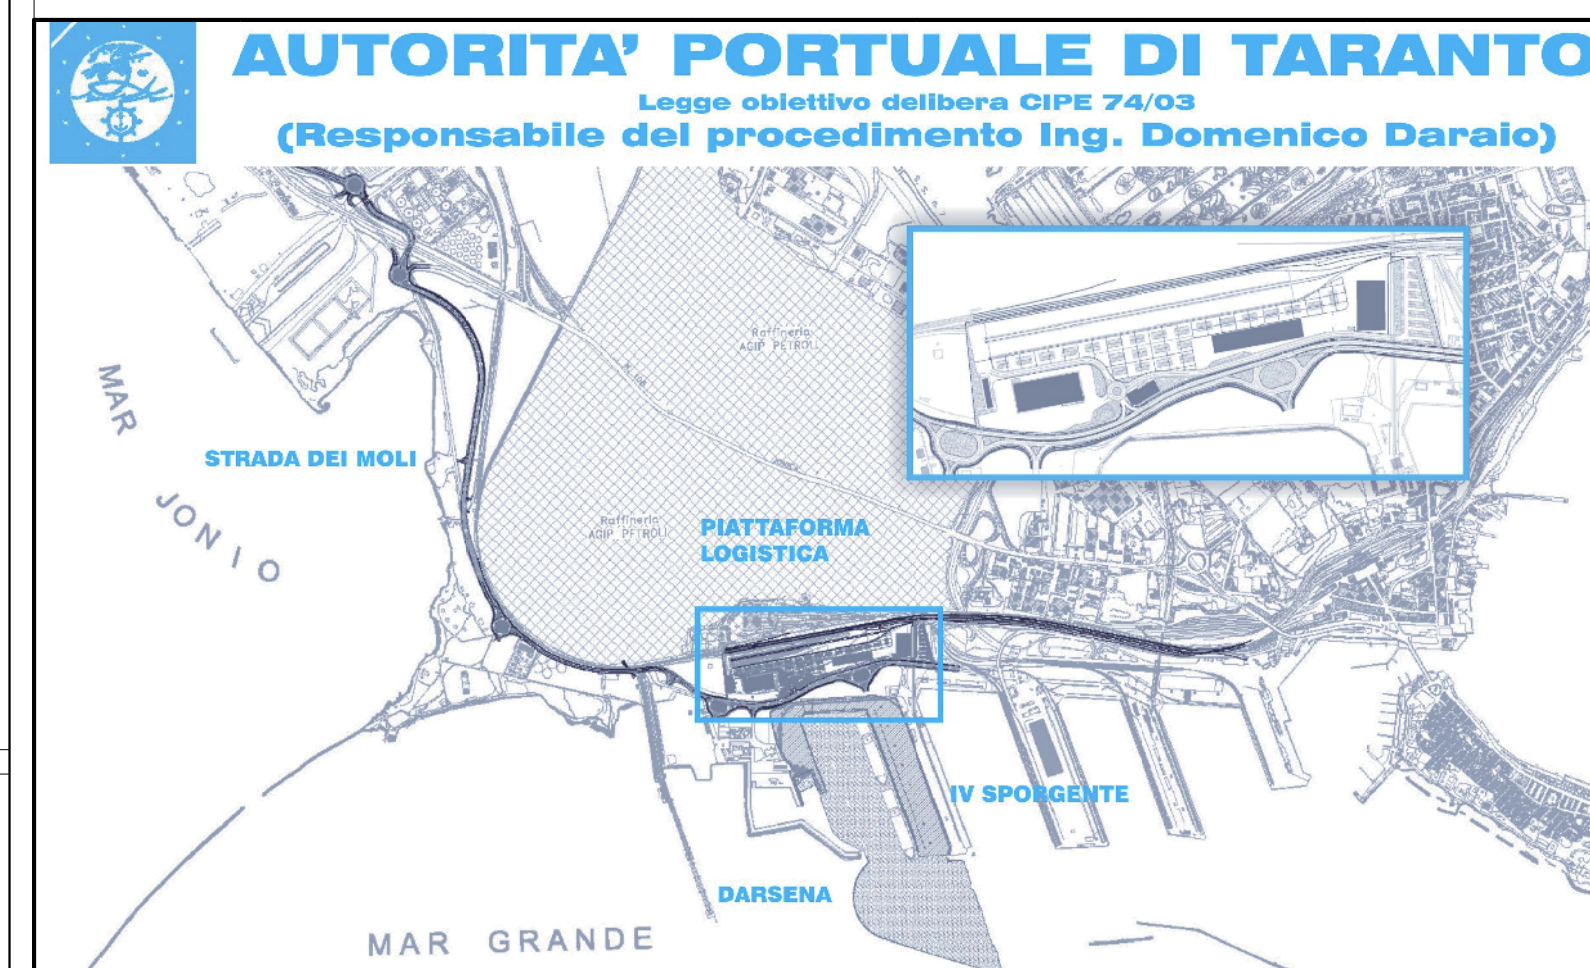 AUTORITA' PORTUALE DI TARANTO
Legge obiettivo delibera CIPE 74/03
(Responsabile del procedimento Ing. Domenico Daraio)
Raffineria
AGIP PETROLI
MAR
JONIO
STRADA DEI MOLI
Raffineria
AGIP PETROLI
PIATTAFORMA
LOGISTICA
IV SPORGENTE
DARSENA
MAR GRANDE